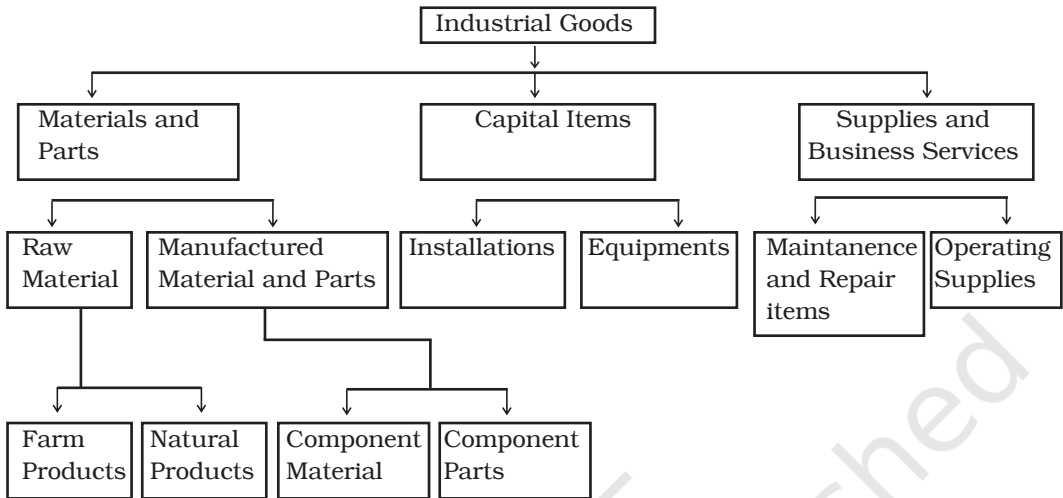 Industrial Goods
Materials and
Parts
Capital Items
Supplies and
Business Services
Raw
Material
Manufactured
Material and Parts
Installations
Equipments
Maintanence
and Repair
items
Operating
Supplies
Farm
Products
Natural
Products
Component
Material
Component
Parts